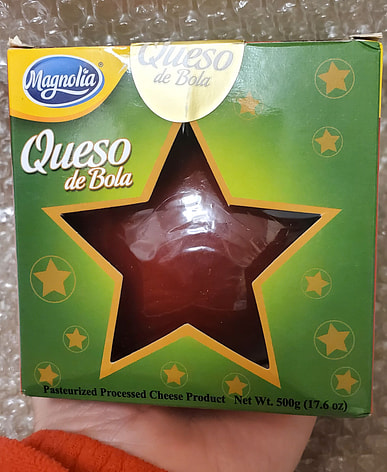 Queso
de Bola
Magnolia®
Queso
de Bola
Pasteurized Processed Cheese Product Net Wt. 500g (17.6 oz)